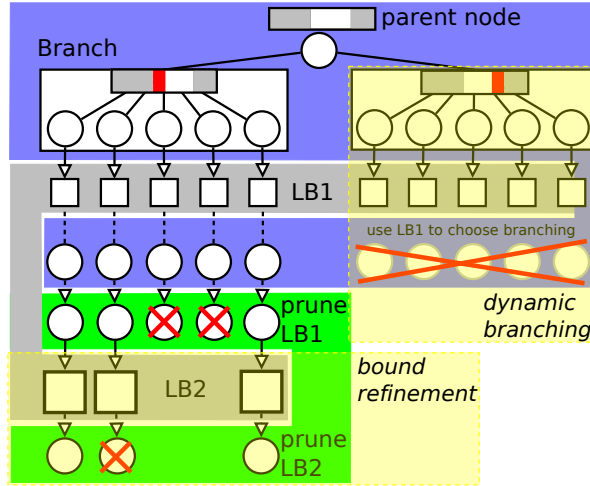 parent node
Branch
LB1
use LB1 to choose branching
prune
LB1
dynamic
branching
LB2
bound
refinement
prune
LB2